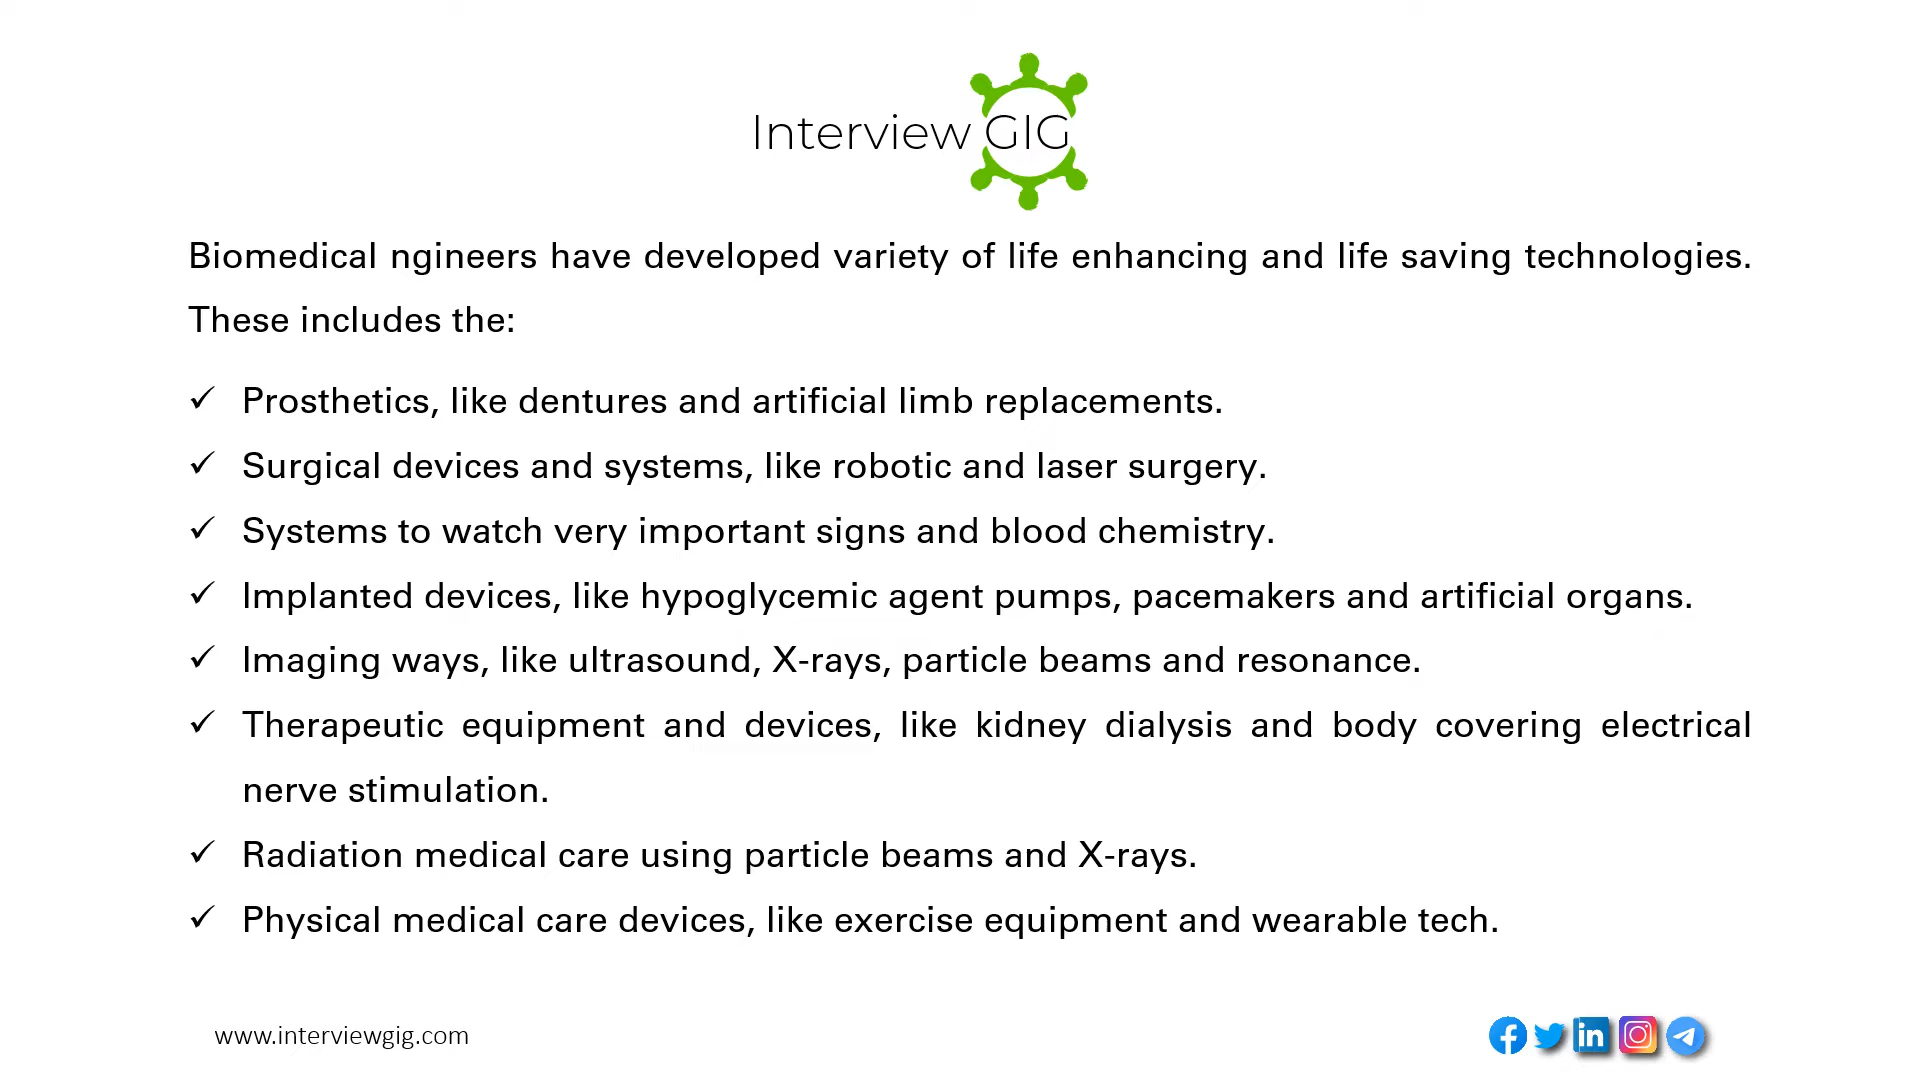 Interview GIG
Biomedical ngineers have developed variety of life enhancing and life saving technologies.
These includes the:
✓ Prosthetics, like dentures and artificial limb replacements.
✓ Surgical devices and systems, like robotic and laser surgery.
✓ Systems to watch very important signs and blood chemistry.
✓ Implanted devices, like hypoglycemic agent pumps, pacemakers and artificial organs.
✓ Imaging ways, like ultrasound, X-rays, particle beams and resonance.
✓ Therapeutic equipment and devices, like kidney dialysis and body covering electrical
nerve stimulation.
✓ Radiation medical care using particle beams and X-rays.
✓ Physical medical care devices, like exercise equipment and wearable tech.
www.interviewgig.com